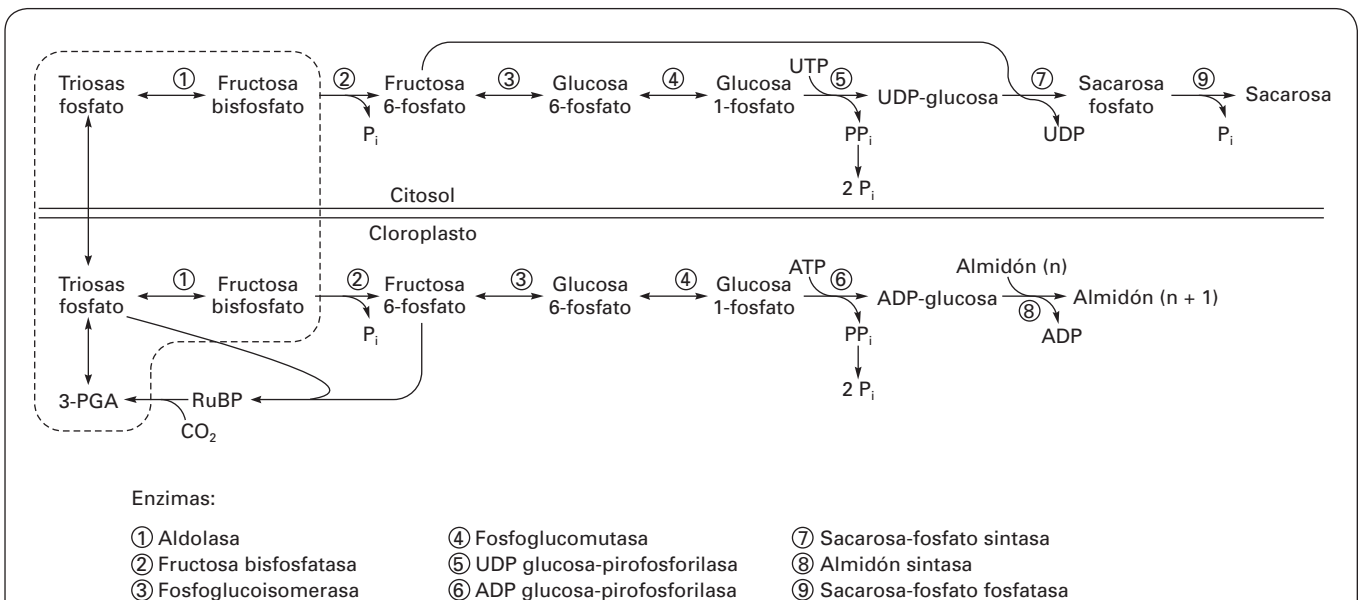 Triosas fosfato ① Fructosa bisfosfato ② Fructosa 6-fosfato ③ Glucosa 6-fosfato ④ Glucosa 1-fosfato UTP ⑤ UDP-glucosa ⑦ Sacarosa fosfato ⑨ Sacarosa
Pi PPi UDP Pi
2 Pi
Citosol
Cloroplasto
Triosas fosfato ① Fructosa bisfosfato ② Fructosa 6-fosfato ③ Glucosa 6-fosfato ④ Glucosa 1-fosfato ATP ⑥ ADP-glucosa Almidón (n) ⑧ Almidón (n + 1)
Pi PPi ADP
2 Pi
3-PGA RuBP
CO₂
Enzimas:
① Aldolasa ④ Fosfoglucomutasa ⑦ Sacarosa-fosfato sintasa
② Fructosa bisfosfatasa ⑤ UDP glucosa-pirofosforilasa ⑧ Almidón sintasa
③ Fosfoglucoisomerasa ⑥ ADP glucosa-pirofosforilasa ⑨ Sacarosa-fosfato fosfatasa